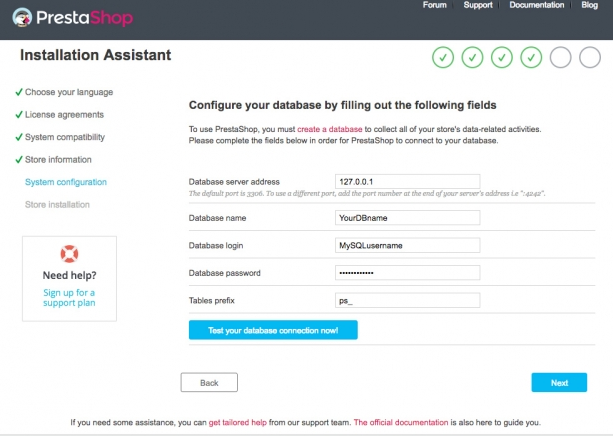 Forum Support Documentation Blog
PrestaShop
Installation Assistant
Choose your language
License agreements
System compatibility
Store information
System configuration
Store installation
Need help?
Sign up for a
support plan
Configure your database by filling out the following fields
To use PrestaShop, you must create a database to collect all of your store's data-related activities.
Please complete the fields below in order for PrestaShop to connect to your database.
Database server address 127.0.0.1
The default port is 3306. To use a different port, add the port number at the end of your server's address i.e ":4242".
Database name YourDBname
Database login MySQLusername
Database password ••••••••••••
Tables prefix ps_
Test your database connection now!
Back Next
If you need some assistance, you can get tailored help from our support team. The official documentation is also here to guide you.